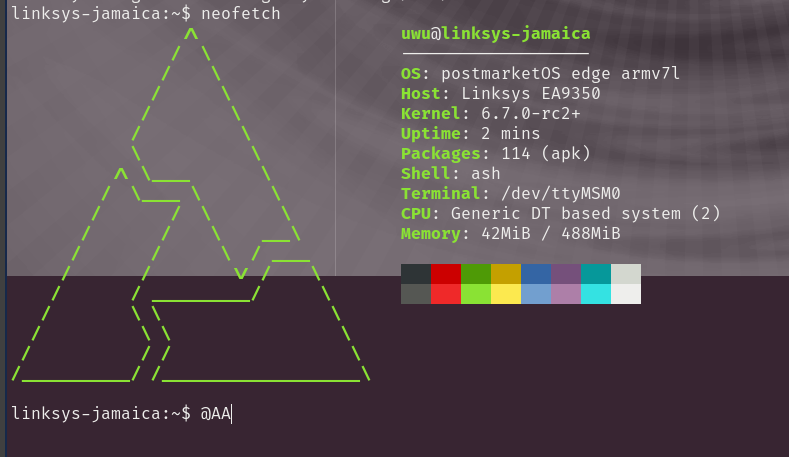 linksys-jamaica:~$ neofetch
uwu@linksys-jamaica
OS: postmarketOS edge armv7l
Host: Linksys EA9350
Kernel: 6.7.0-rc2+
Uptime: 2 mins
Packages: 114 (apk)
Shell: ash
Terminal: /dev/ttyMSM0
CPU: Generic DT based system (2)
Memory: 42MiB / 488MiB
linksys-jamaica:~$ @AA